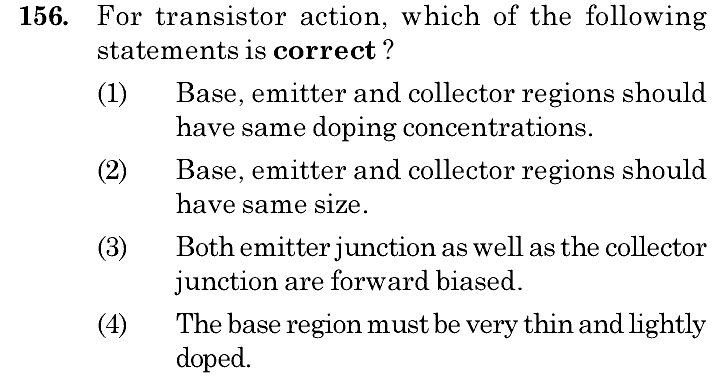 156. For transistor action, which of the following
statements is correct ?
(1) Base, emitter and collector regions should
have same doping concentrations.
(2) Base, emitter and collector regions should
have same size.
(3) Both emitter junction as well as the collector
junction are forward biased.
(4) The base region must be very thin and lightly
doped.